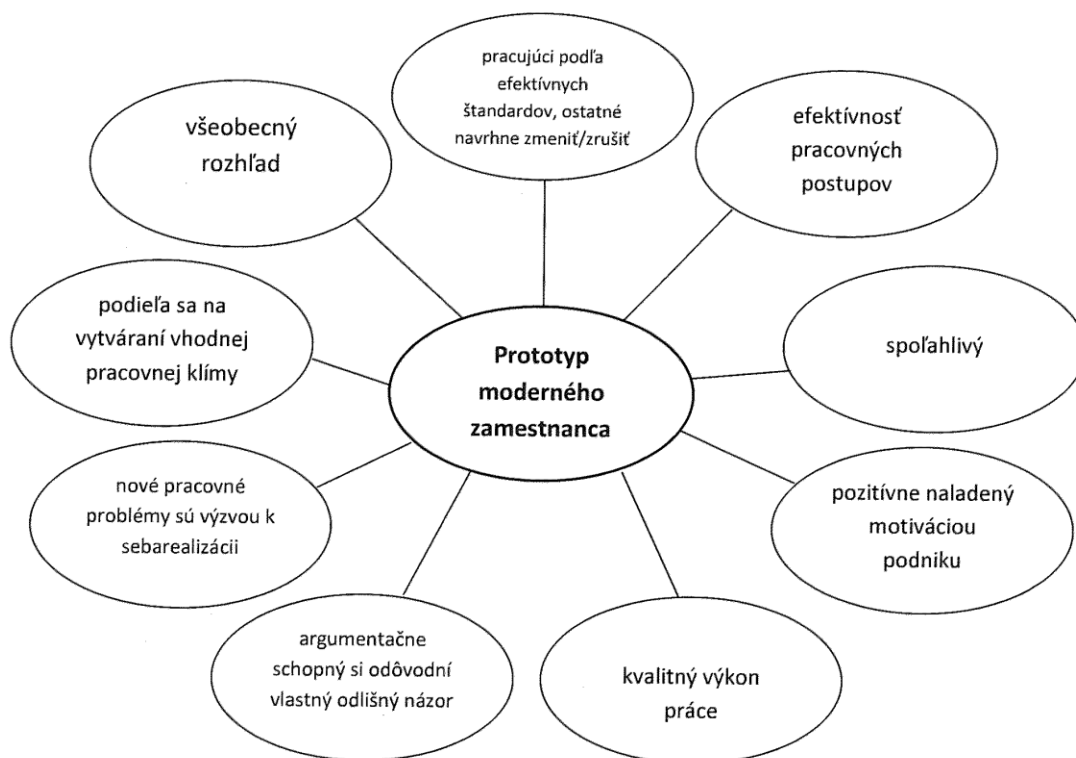 pracujúci podľa
efektívnych
štandardov, ostatné
navrhne zmeniť/zrušiť
všeobecný
rozhľad
efektívnosť
pracovných
postupov
podieľa sa na
vytváraní vhodnej
pracovnej klímy
Prototyp
moderného
zamestnanca
spoľahlivý
nové pracovné
problémy sú výzvou k
sebarealizácii
pozitívne naladený
motiváciou
podniku
argumentačne
schopný si odôvodní
vlastný odlišný názor
kvalitný výkon
práce